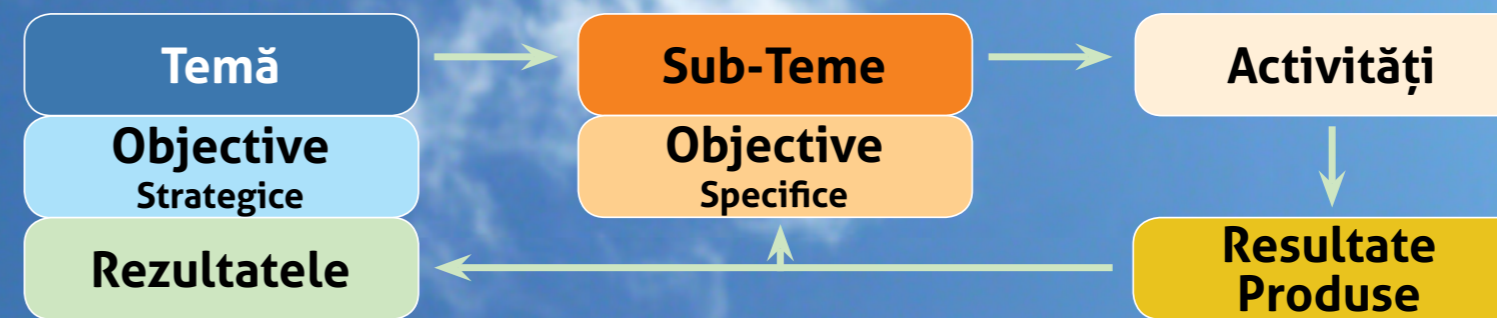 Temă
Sub-Teme
Activități
Objective
Strategice
Objective
Specifice
Rezultatele
Resultate
Produse